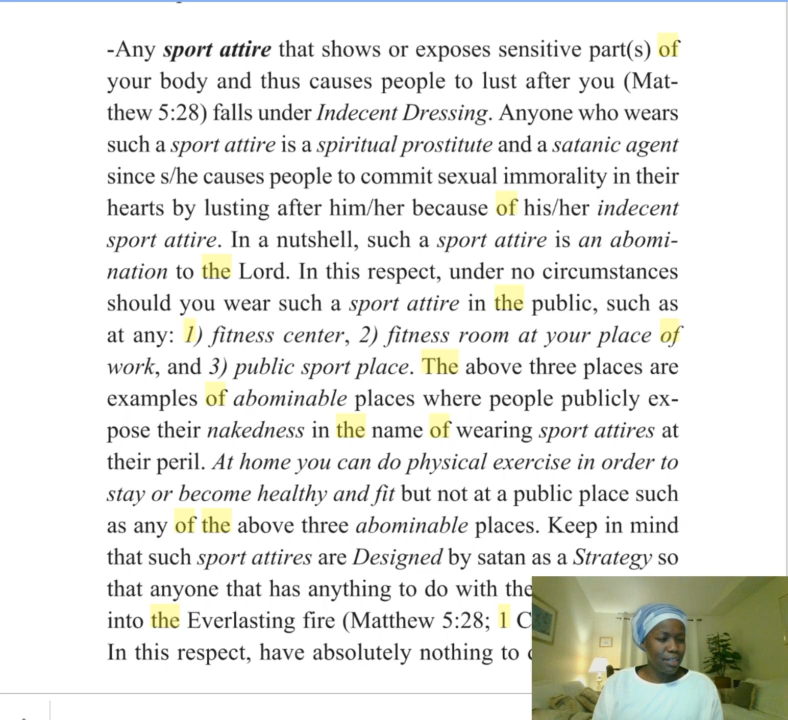 -Any sport attire that shows or exposes sensitive part(s) of
your body and thus causes people to lust after you (Mat-
thew 5:28) falls under Indecent Dressing. Anyone who wears
such a sport attire is a spiritual prostitute and a satanic agent
since s/he causes people to commit sexual immorality in their
hearts by lusting after him/her because of his/her indecent
sport attire. In a nutshell, such a sport attire is an abomi-
nation to the Lord. In this respect, under no circumstances
should you wear such a sport attire in the public, such as
at any: 1) fitness center, 2) fitness room at your place of
work, and 3) public sport place. The above three places are
examples of abominable places where people publicly ex-
pose their nakedness in the name of wearing sport attires at
their peril. At home you can do physical exercise in order to
stay or become healthy and fit but not at a public place such
as any of the above three abominable places. Keep in mind
that such sport attires are Designed by satan as a Strategy so
that anyone that has anything to do with the
into the Everlasting fire (Matthew 5:28; 1 C
In this respect, have absolutely nothing to